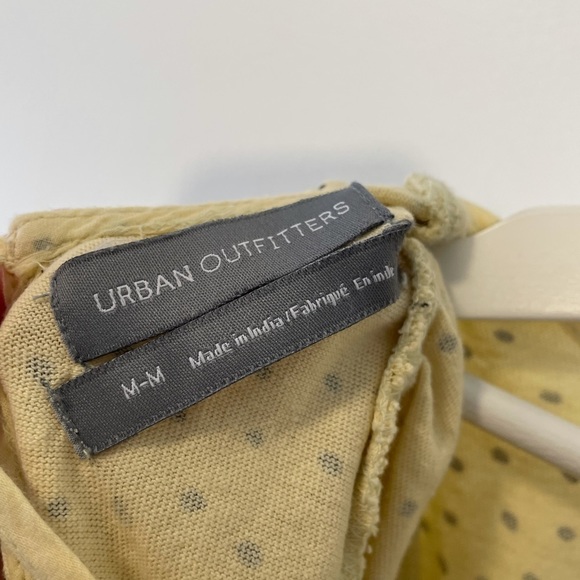 URBAN OUTFITTERS
M-M Made in India / Fabriqué En inde